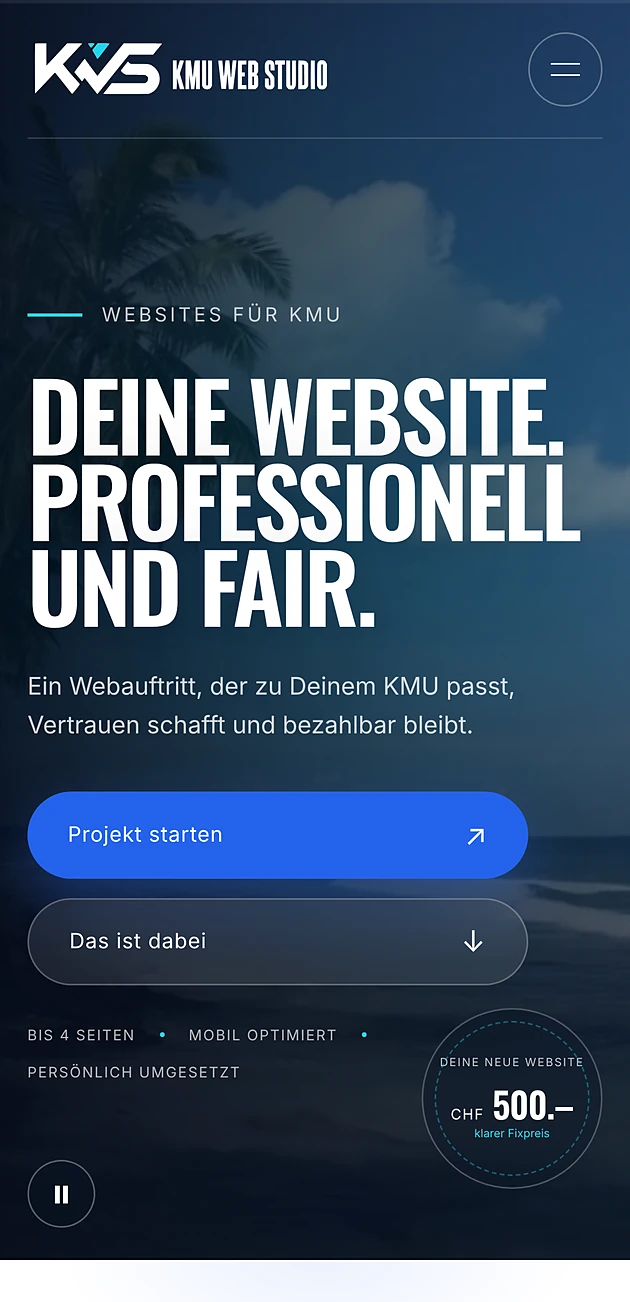 KWS KMU WEB STUDIO
WEBSITES FÜR KMU
DEINE WEBSITE.
PROFESSIONELL
UND FAIR.
Ein Webauftritt, der zu Deinem KMU passt,
Vertrauen schafft und bezahlbar bleibt.
Projekt starten
Das ist dabei
BIS 4 SEITEN • MOBIL OPTIMIERT •
PERSÖNLICH UMGESETZT
DEINE NEUE WEBSITE
CHF 500.–
klarer Fixpreis